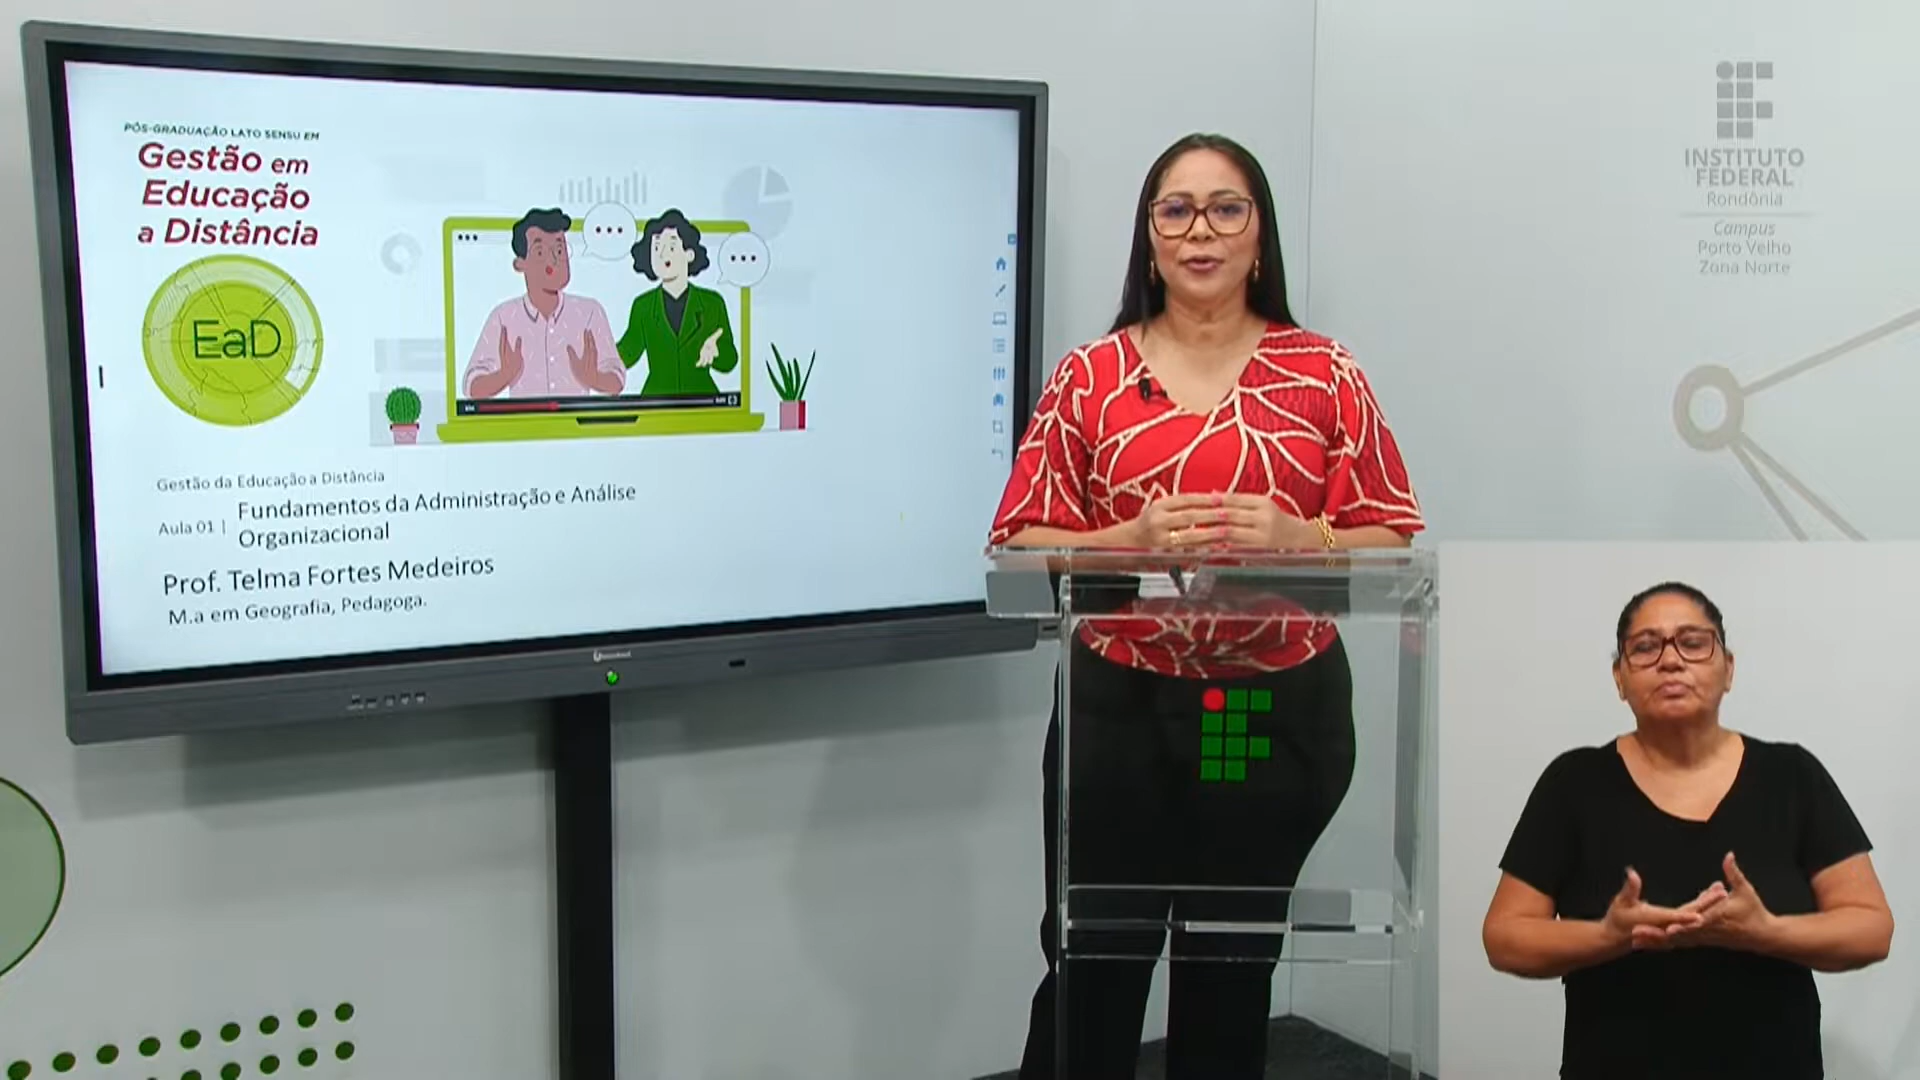 PÓS-GRADUAÇÃO LATO SENSU EM
Gestão em
Educação
a Distância
EaD
Gestão da Educação a Distância
Aula 01 | Fundamentos da Administração e Análise
Organizacional
Prof. Telma Fortes Medeiros
M.a em Geografia, Pedagoga.
INSTITUTO
FEDERAL
Rondônia
Campus
Porto Velho
Zona Norte